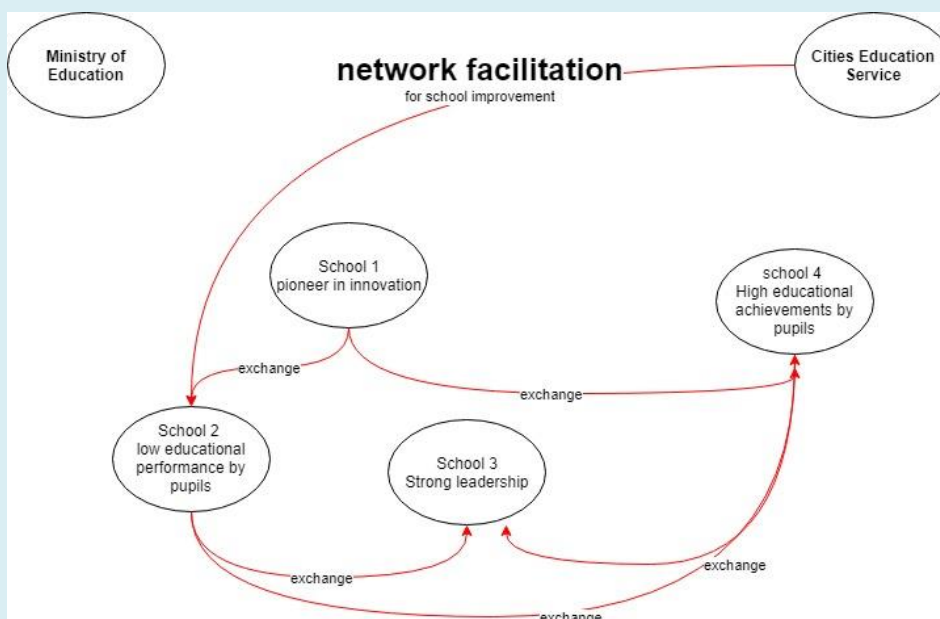 Ministry of
Education
network facilitation
for school improvement
Cities Education
Service
School 1
pioneer in innovation
school 4
High educational
achievements by
pupils
exchange
exchange
School 2
low educational
performance by
pupils
School 3
Strong leadership
exchange
exchange
exchange